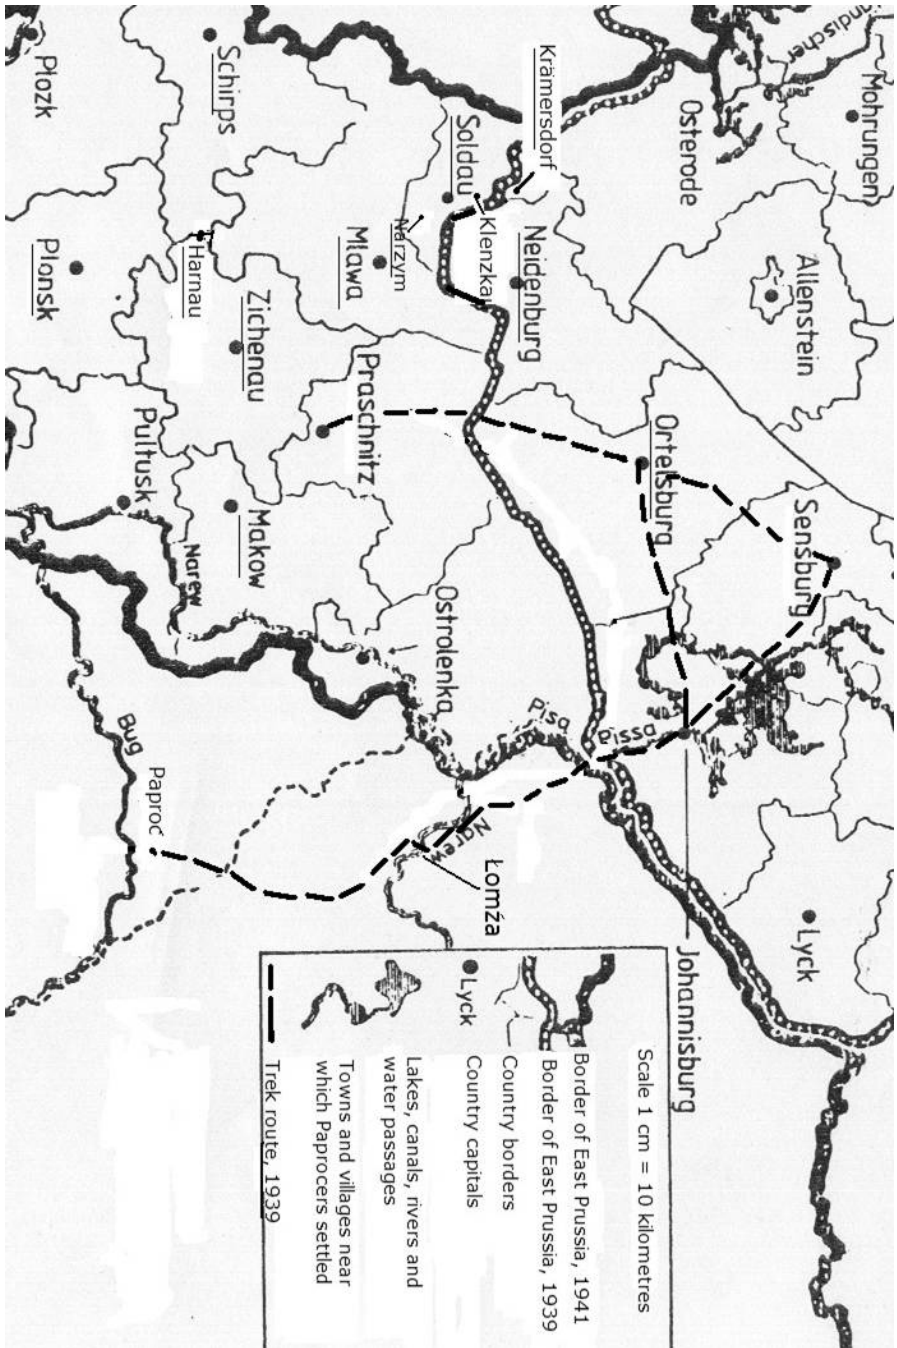 Mohrungen
Allenstein
Sensburg
Lyck
Osterode
Johannisburg
Ortelsburg
Pissa
Krämersdorf
Neidenburg
Pisa
Klenzkau
Soldau
Łomża
Narew
Ostrolenka
Narzym
Mlawa
Praschnitz
Makow
Zichenau
Schirps
Harnau
Narew
Pultusk
Paproc
Bug
Płozk
Płonsk
Scale 1 cm = 10 kilometres
Border of East Prussia, 1941
Border of East Prussia, 1939
Country borders
Lyck
Country capitals
Lakes, canals, rivers and
water passages
Towns and villages near
which Paprocers settled
Trek route, 1939